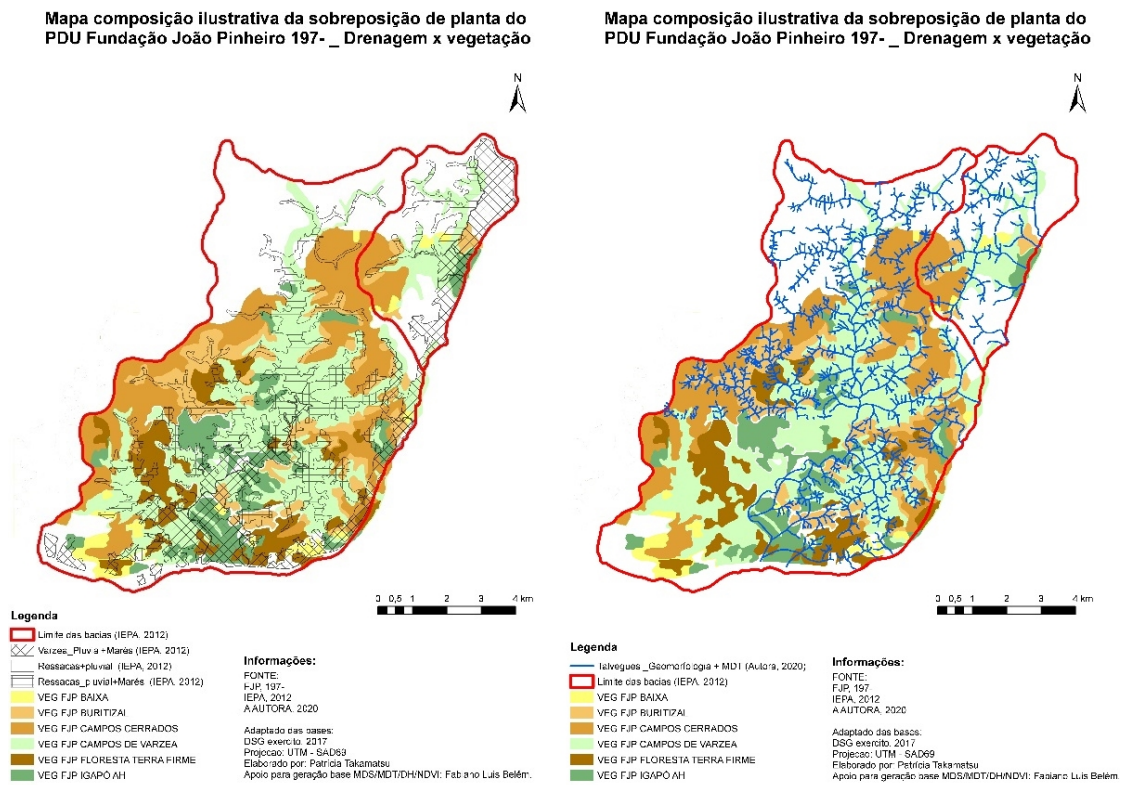 Mapa composição ilustrativa da sobreposição de planta do
PDU Fundação João Pinheiro 197- _ Drenagem x vegetação
N
0 0,5 1 2 3 4 km
Legenda
Limite das bacias (IEPA, 2012)
Varzea_Pluvia +Marés (IEPA, 2012)
Ressacas+pluvial (IEPA, 2012)
Ressacas_pluvial+Marés (IEPA, 2012)
VEG FJP BAIXA
VEG FJP BURITIZAL
VEG FJP CAMPOS CERRADOS
VEG FJP CAMPOS DE VARZEA
VEG FJP FLORESTA TERRA FIRME
VEG FJP IGAPÓ AH
Informações:
FONTE:
FJP, 197-
IEPA, 2012
A AUTORA. 2020
Adaptado das bases:
DSG exercito. 2017
Projecao: UTM - SAD69
Elaborado por: Patrícia Takamatsu
Apoio para geração base MDS/MDT/DH/NDVI: Fabiano Luis Belém.
Mapa composição ilustrativa da sobreposição de planta do
PDU Fundação João Pinheiro 197- _ Drenagem x vegetação
N
0 0,5 1 2 3 4 km
Legenda
Talvegues _Geomorfologia + MDT (Autora, 2020)
Limite das bacias (IEPA, 2012)
VEG FJP BAIXA
VEG FJP BURITIZAL
VEG FJP CAMPOS CERRADOS
VEG FJP CAMPOS DE VARZEA
VEG FJP FLORESTA TERRA FIRME
VEG FJP IGAPÓ AH
Informações:
FONTE:
FJP, 197
IEPA, 2012
A AUTORA, 2020
Adaptado das bases:
DSG exercito. 2017
Projecao: UTM - SAD69
Elaborado por: Patrícia Takamatsu
Apoio para geração base MDS/MDT/DH/NDVI: Fabiano Luis Belém.